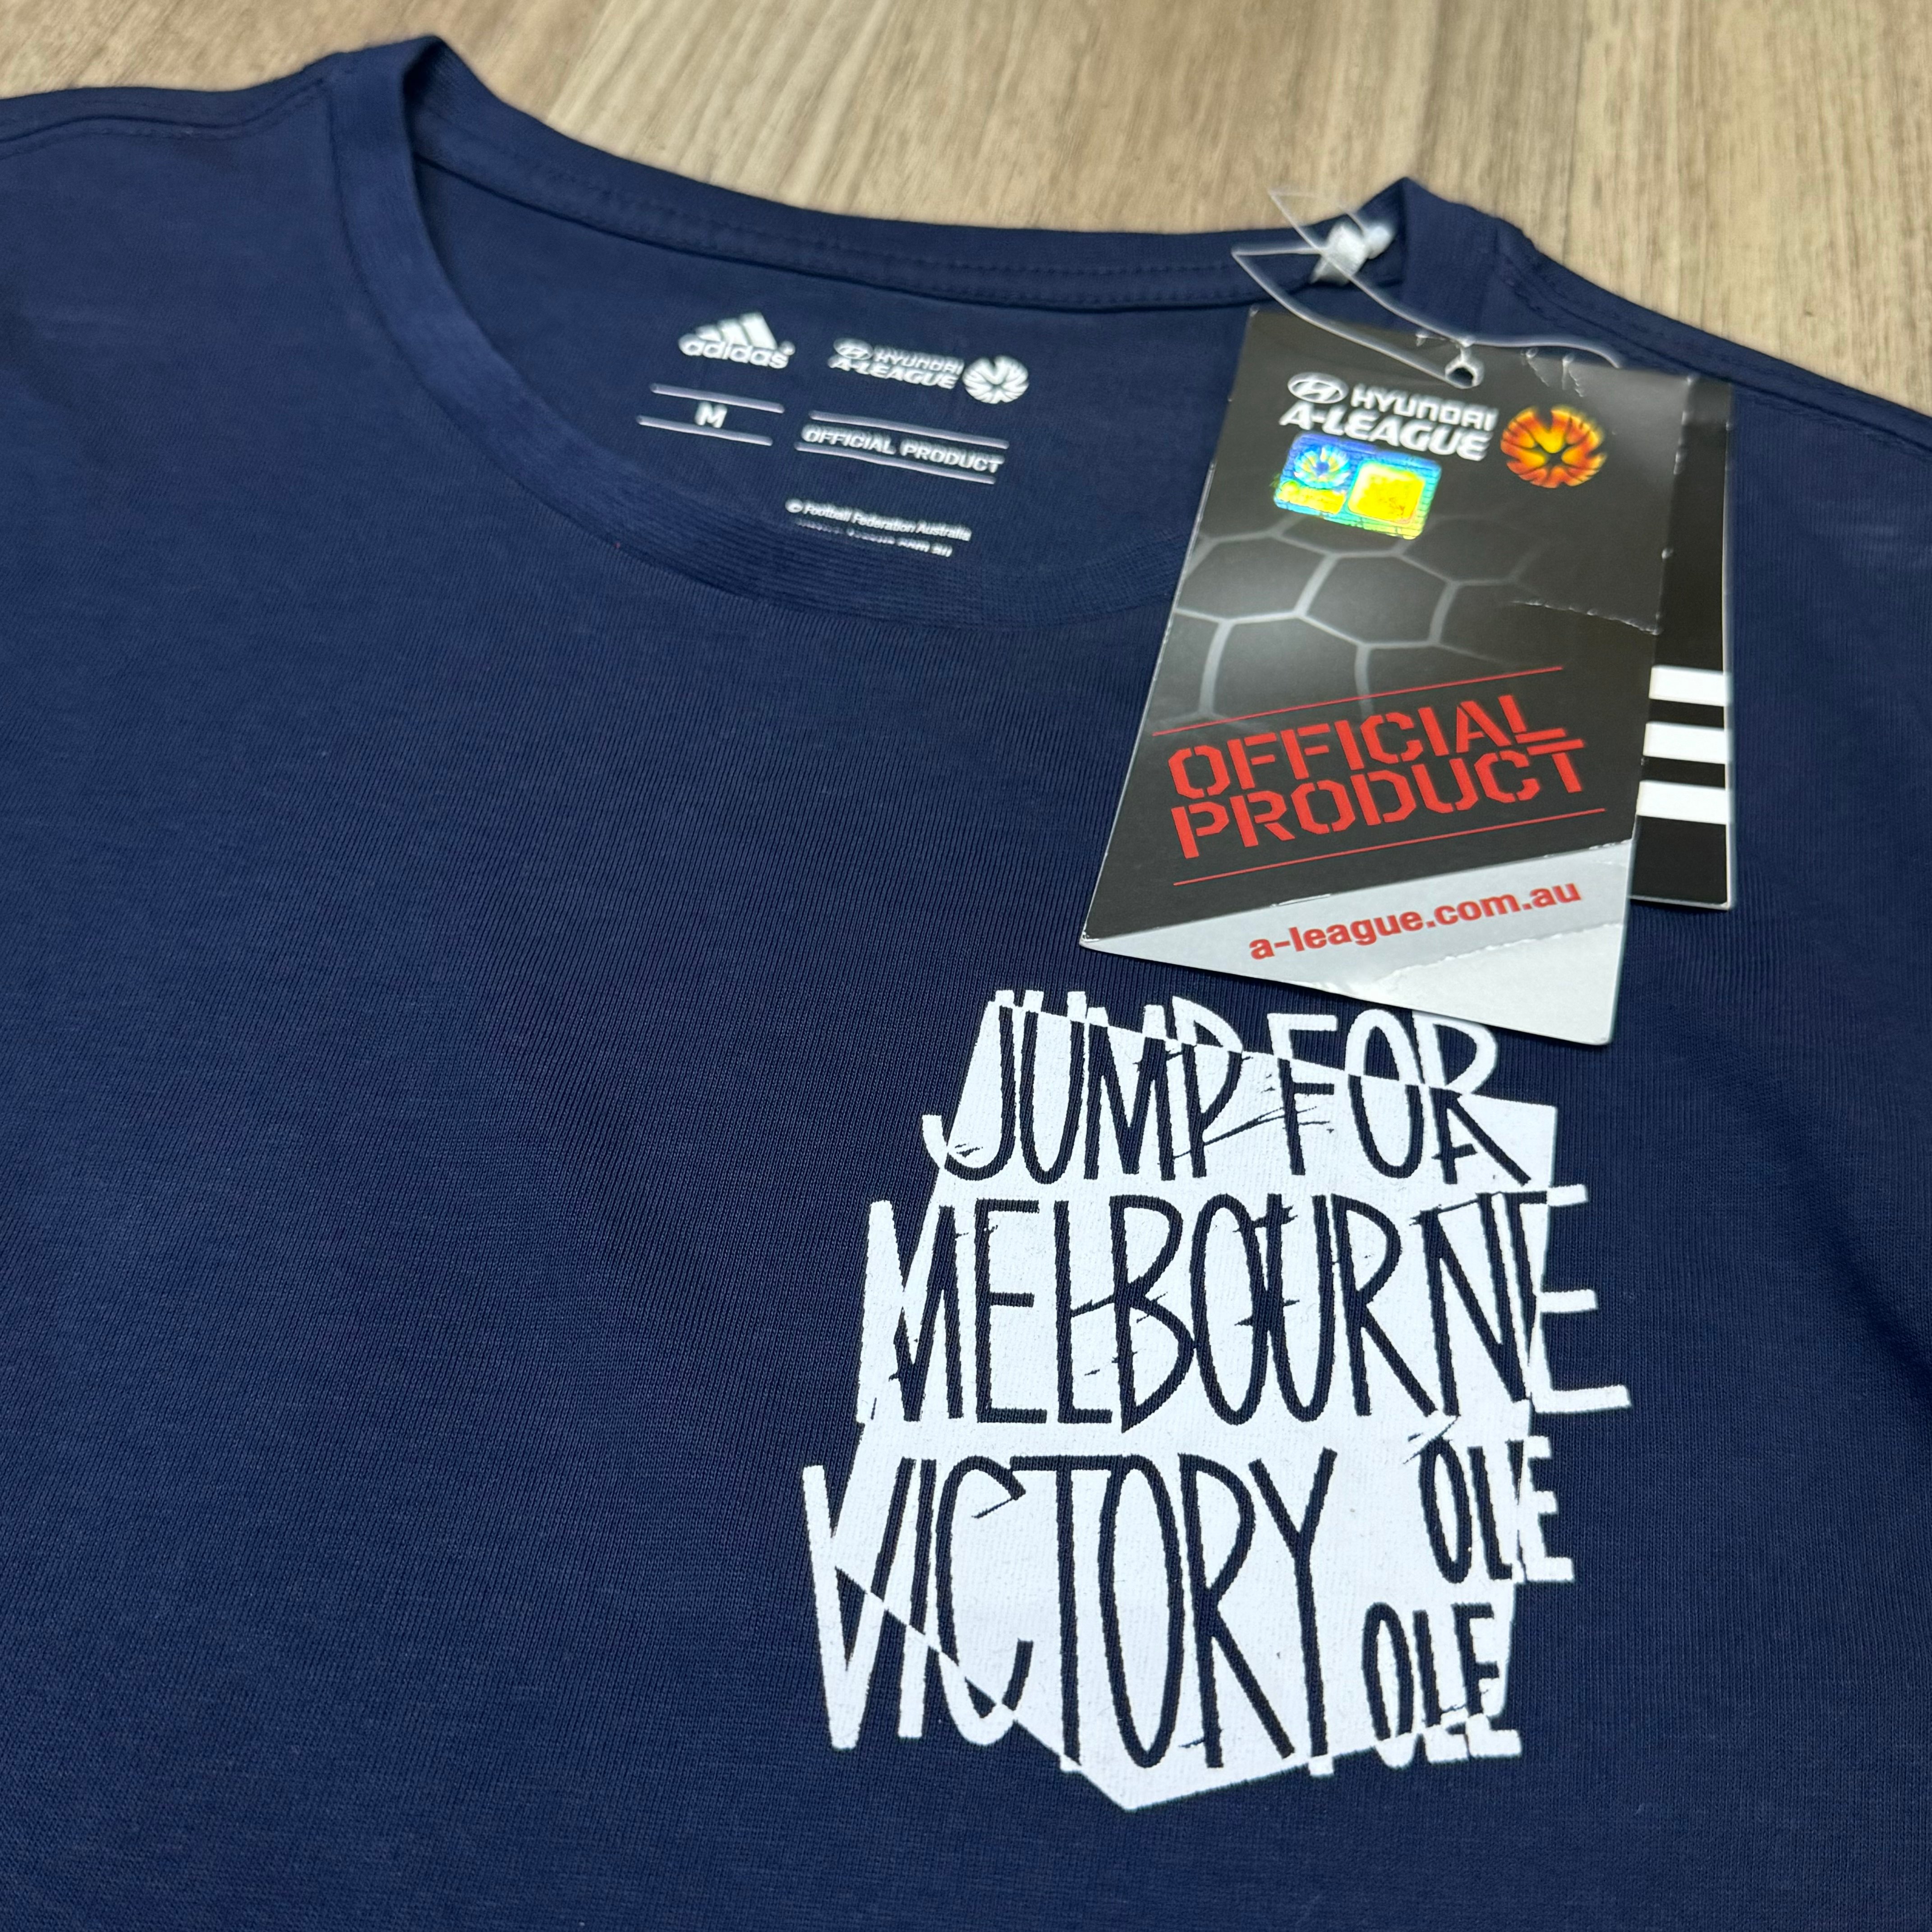 adidas
HYUNDAI
A-LEAGUE
M
OFFICIAL PRODUCT
© Football Federation Australia
HYUNDAI
A-LEAGUE
OFFICIAL
PRODUCT
a-league.com.au
JUMP FOR
MELBOURNE
VICTORY OLE
OLE